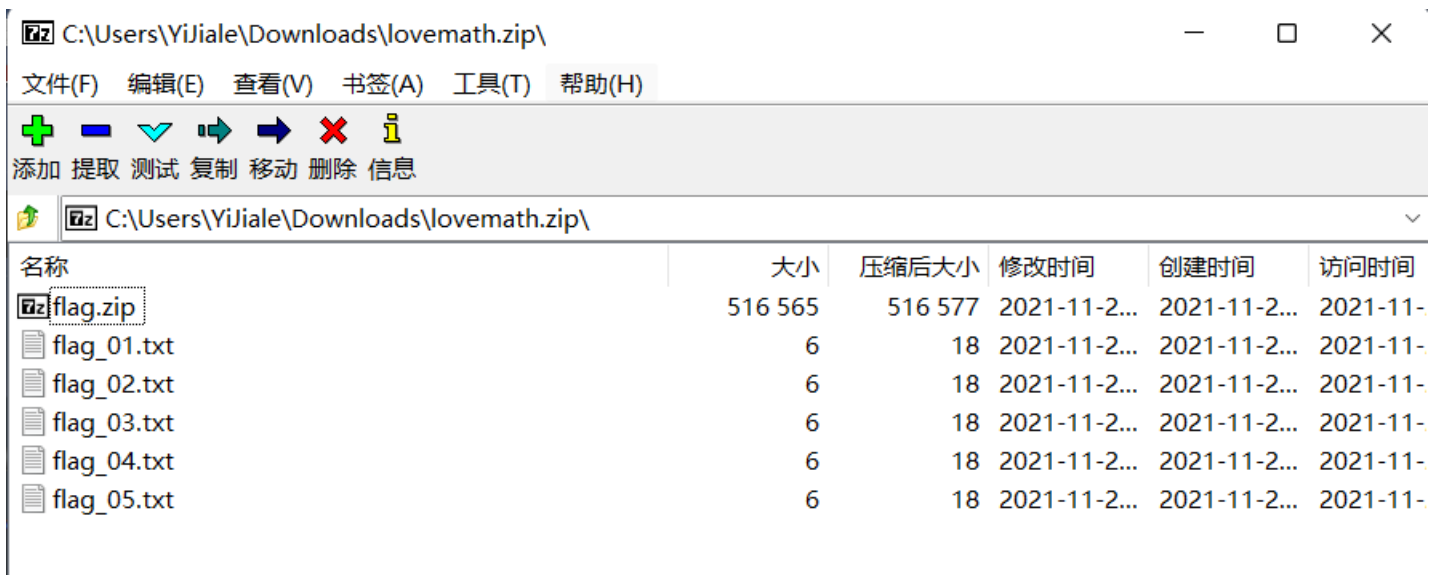 C:\Users\YiJiale\Downloads\lovemath.zip\
文件(F) 编辑(E) 查看(V) 书签(A) 工具(T) 帮助(H)
添加 提取 测试 复制 移动 删除 信息
C:\Users\YiJiale\Downloads\lovemath.zip\
名称 大小 压缩后大小 修改时间 创建时间 访问时间
flag.zip 516 565 516 577 2021-11-2... 2021-11-2... 2021-11-
flag_01.txt 6 18 2021-11-2... 2021-11-2... 2021-11-
flag_02.txt 6 18 2021-11-2... 2021-11-2... 2021-11-
flag_03.txt 6 18 2021-11-2... 2021-11-2... 2021-11-
flag_04.txt 6 18 2021-11-2... 2021-11-2... 2021-11-
flag_05.txt 6 18 2021-11-2... 2021-11-2... 2021-11-